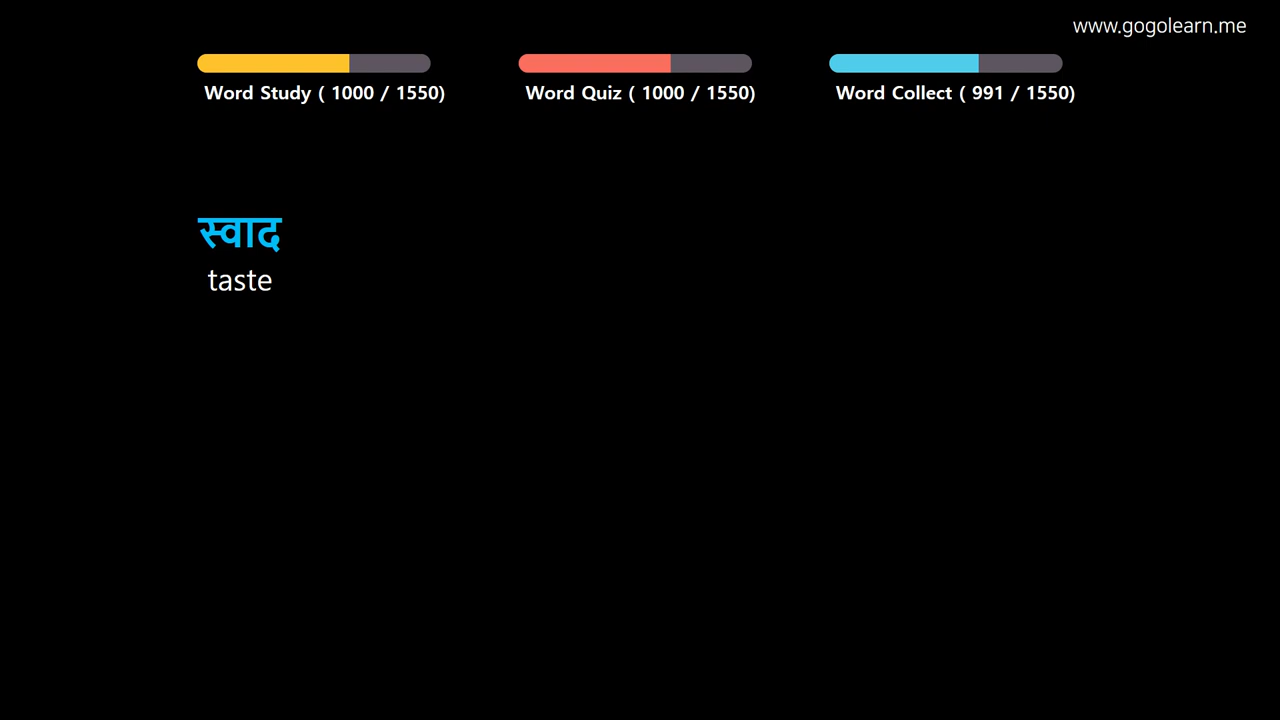 www.gogolearn.me
Word Study ( 1000 / 1550)
Word Quiz ( 1000 / 1550)
Word Collect ( 991 / 1550)
स्वाद
taste